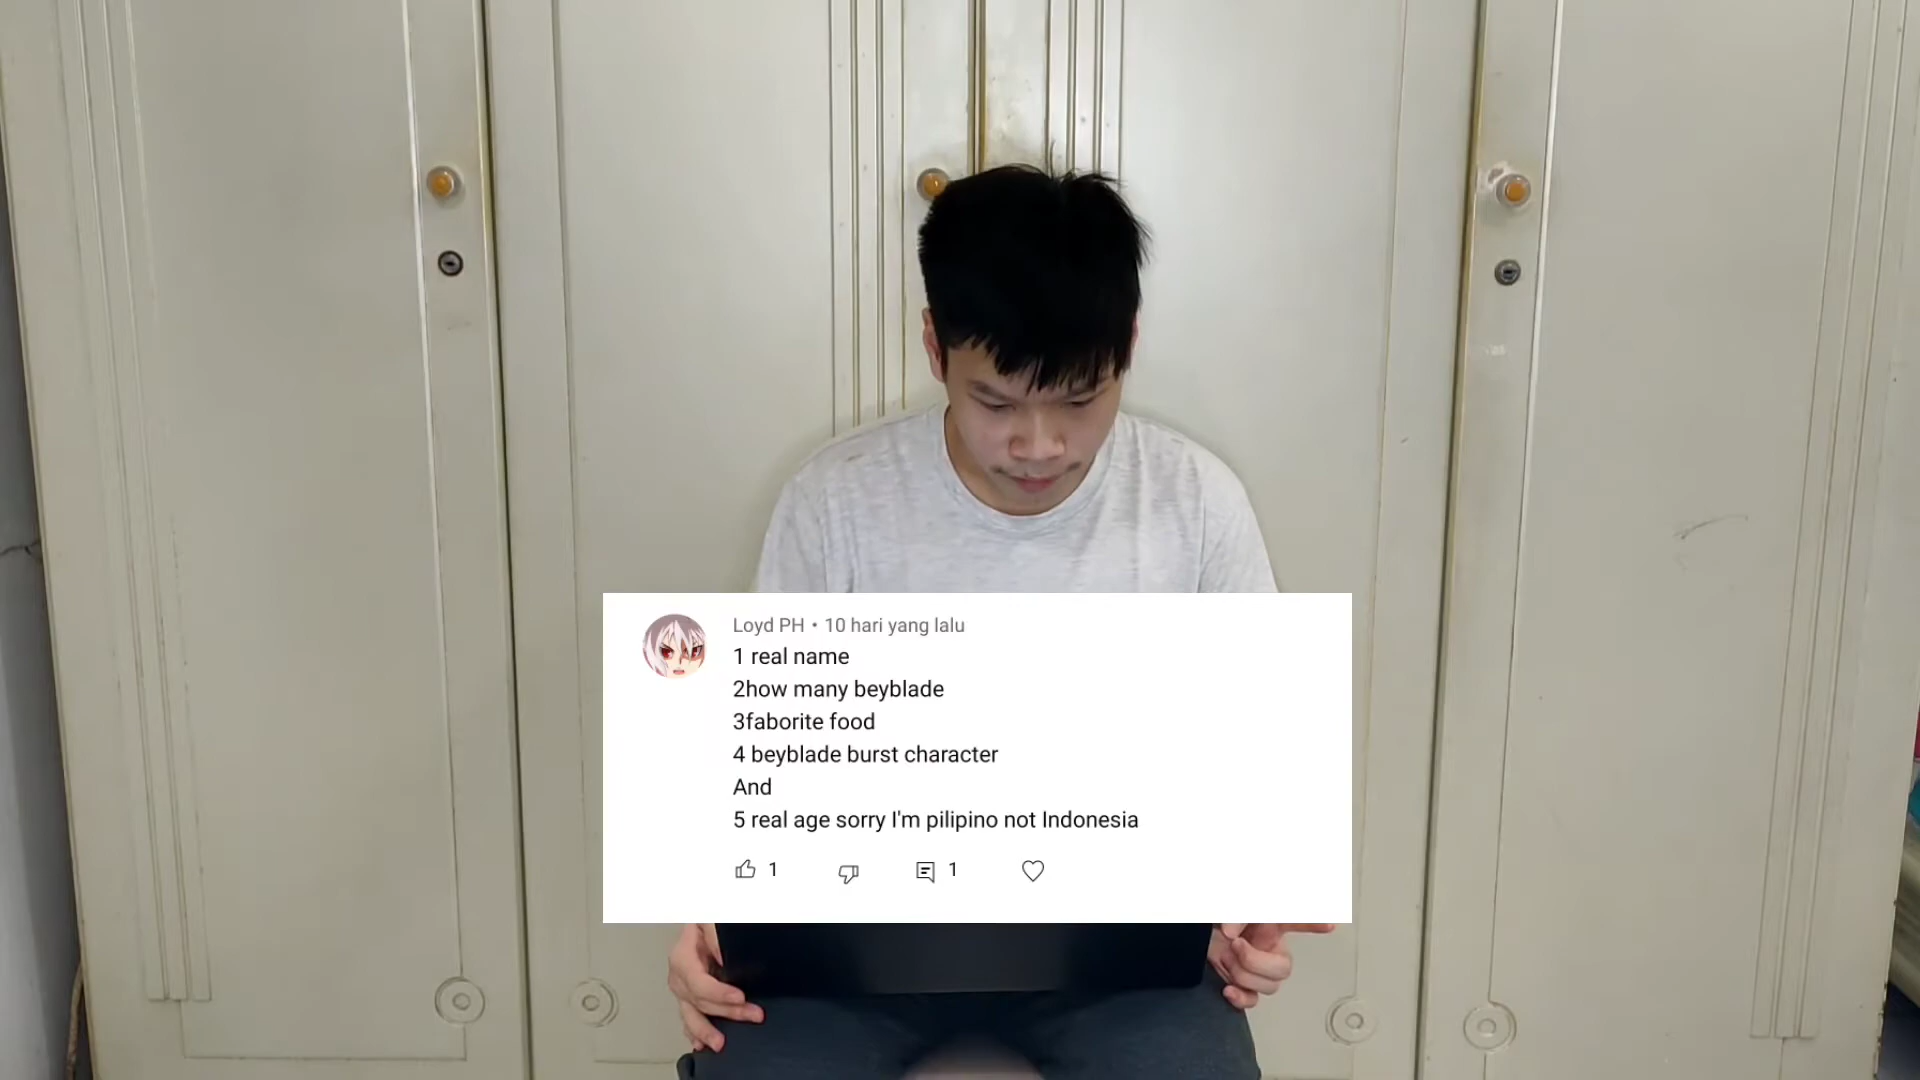 Loyd PH • 10 hari yang lalu
1 real name
2how many beyblade
3faborite food
4 beyblade burst character
And
5 real age sorry I'm pilipino not Indonesia
1 1